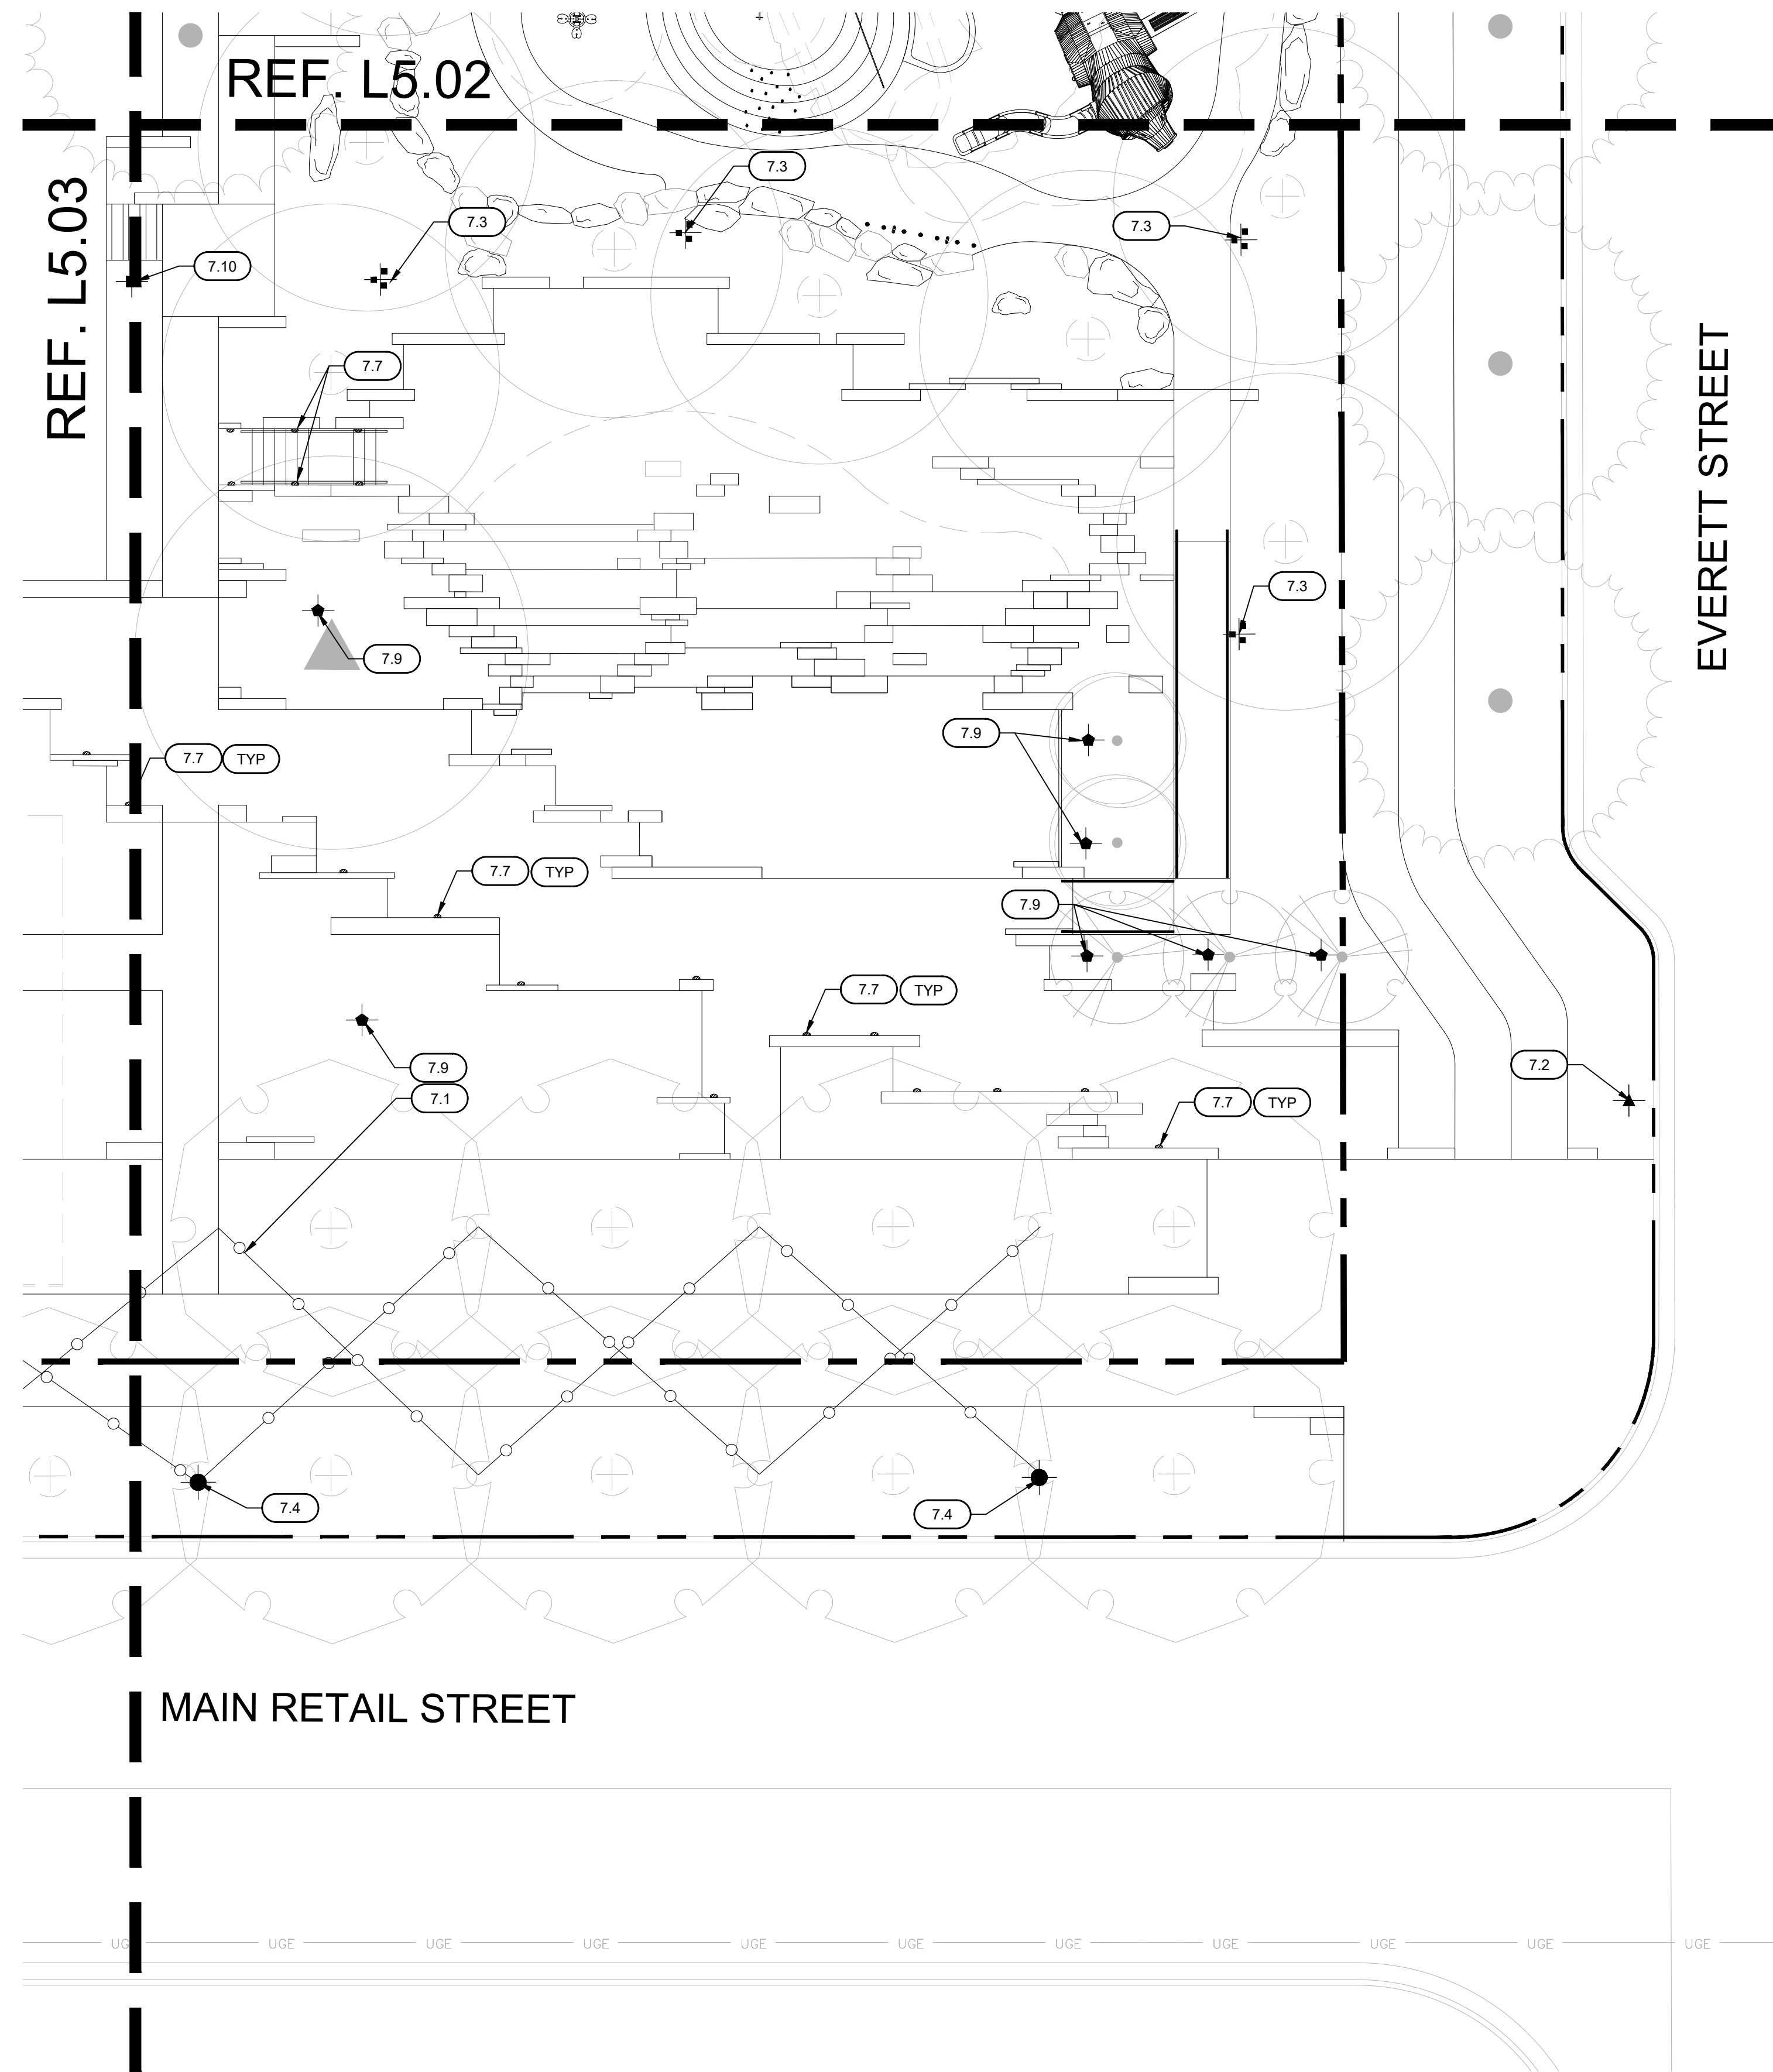 REF. L5.02
REF. L5.03
7.3
7.3
7.3
7.10
7.7
EVERETT STREET
7.3
7.9
7.9
7.7 TYP
7.7 TYP
7.9
7.7 TYP
7.2
7.9
7.1
7.7 TYP
7.4
7.4
MAIN RETAIL STREET
UGE UGE UGE UGE UGE UGE UGE UGE UGE UGE UGE